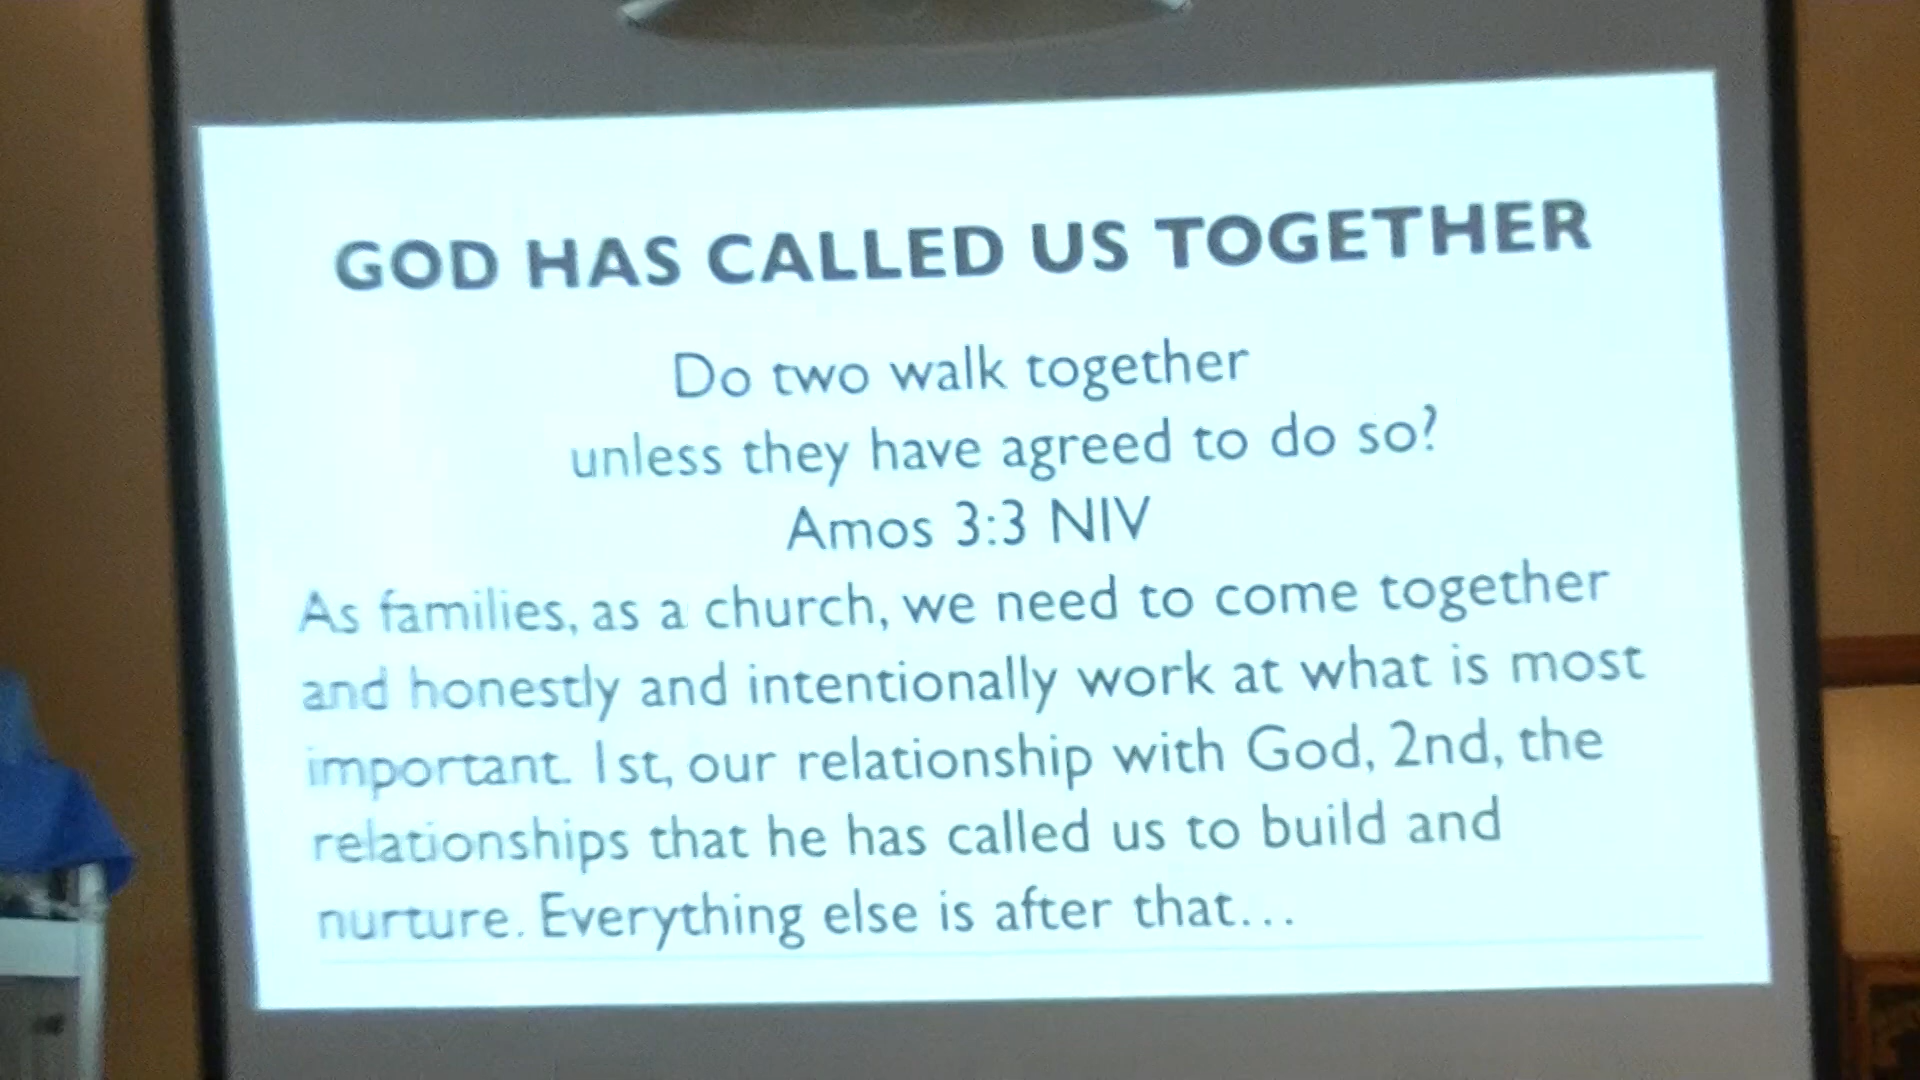 GOD HAS CALLED US TOGETHER
Do two walk together
unless they have agreed to do so?
Amos 3:3 NIV
As families, as a church, we need to come together
and honestly and intentionally work at what is most
important. 1st, our relationship with God, 2nd, the
relationships that he has called us to build and
nurture. Everything else is after that…